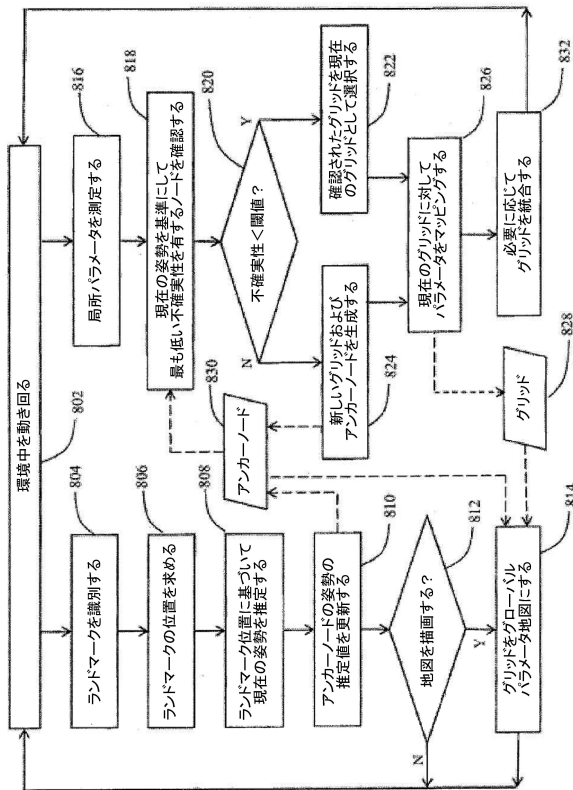 環境中を動き回る
802
ランドマークを識別する
804
ランドマークの位置を求める
806
ランドマーク位置に基づいて
現在の姿勢を推定する
808
アンカーノードの姿勢の
推定値を更新する
810
地図を描画する?
812
N
Y
グリッドをグローバル
パラメータ地図にする
814
局所パラメータを測定する
816
現在の姿勢を基準にして
最も低い不確実性を有するノードを確認する
818
不確実性<閾値?
820
N
Y
確認されたグリッドを現在
のグリッドとして選択する
822
新しいグリッドおよび
アンカーノードを生成する
824
現在のグリッドに対して
パラメータをマッピングする
826
グリッド
828
アンカーノード
830
必要に応じて
グリッドを統合する
832